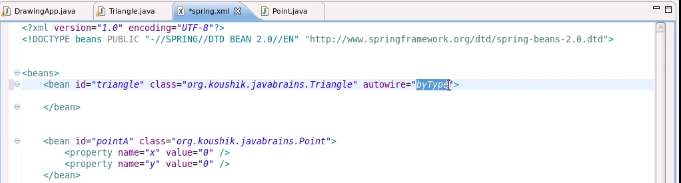 DrawingApp.java Triangle.java *spring.xml Point.java
<?xml version="1.0" encoding="UTF-8"?>
<!DOCTYPE beans PUBLIC "-//SPRING//DTD BEAN 2.0//EN" "http://www.springframework.org/dtd/spring-beans-2.0.dtd">
<beans>
<bean id="triangle" class="org.koushik.javabrains.Triangle" autowire="byType">
</bean>
<bean id="pointA" class="org.koushik.javabrains.Point">
<property name="x" value="0" />
<property name="y" value="0" />
</bean>